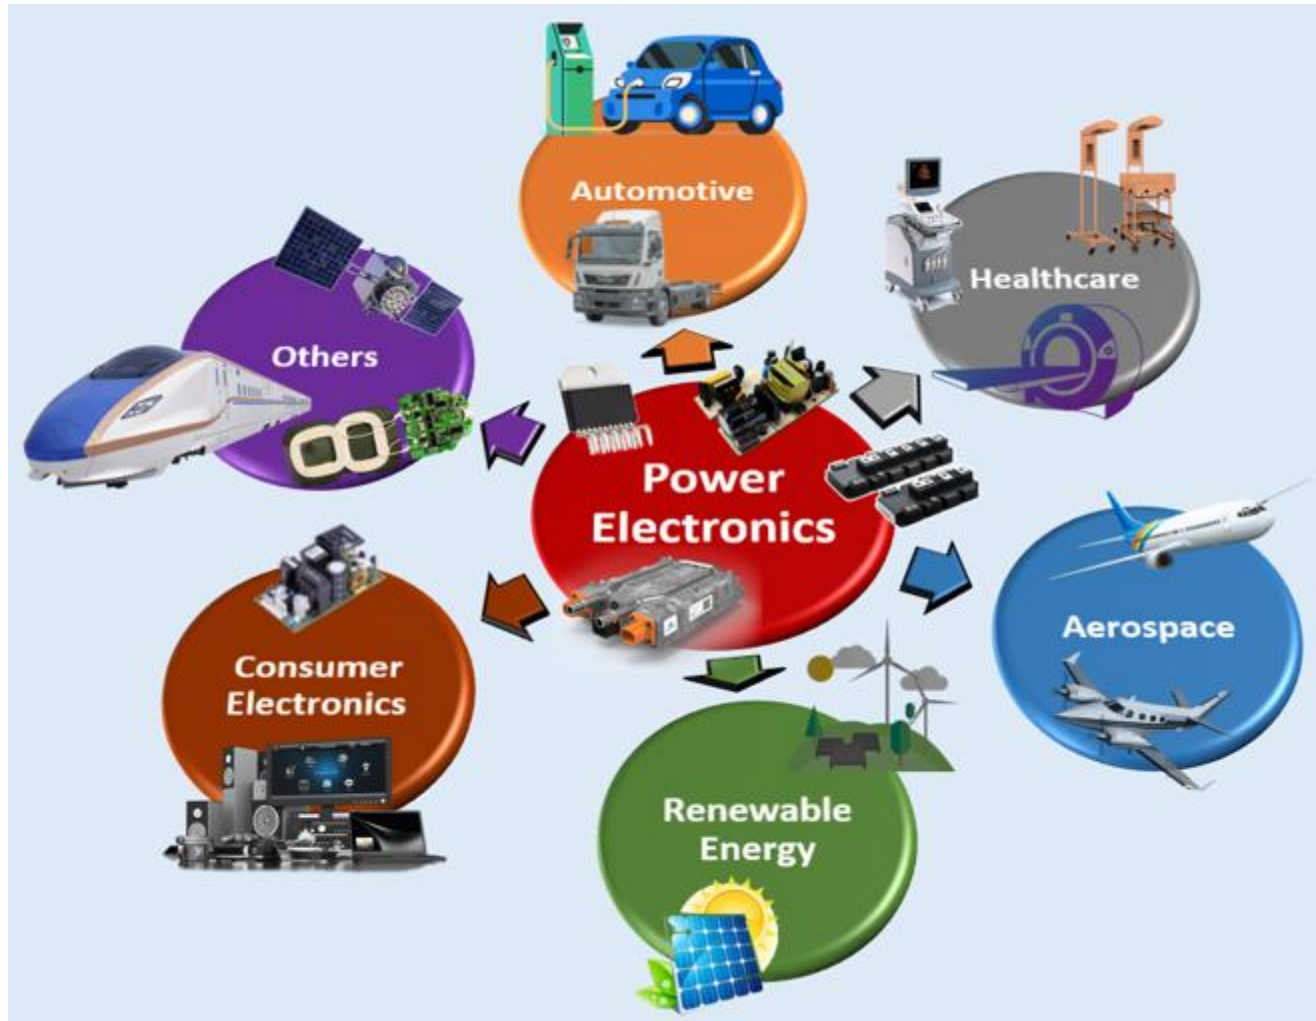 Automotive
Healthcare
Others
Power
Electronics
Aerospace
Consumer
Electronics
Renewable
Energy